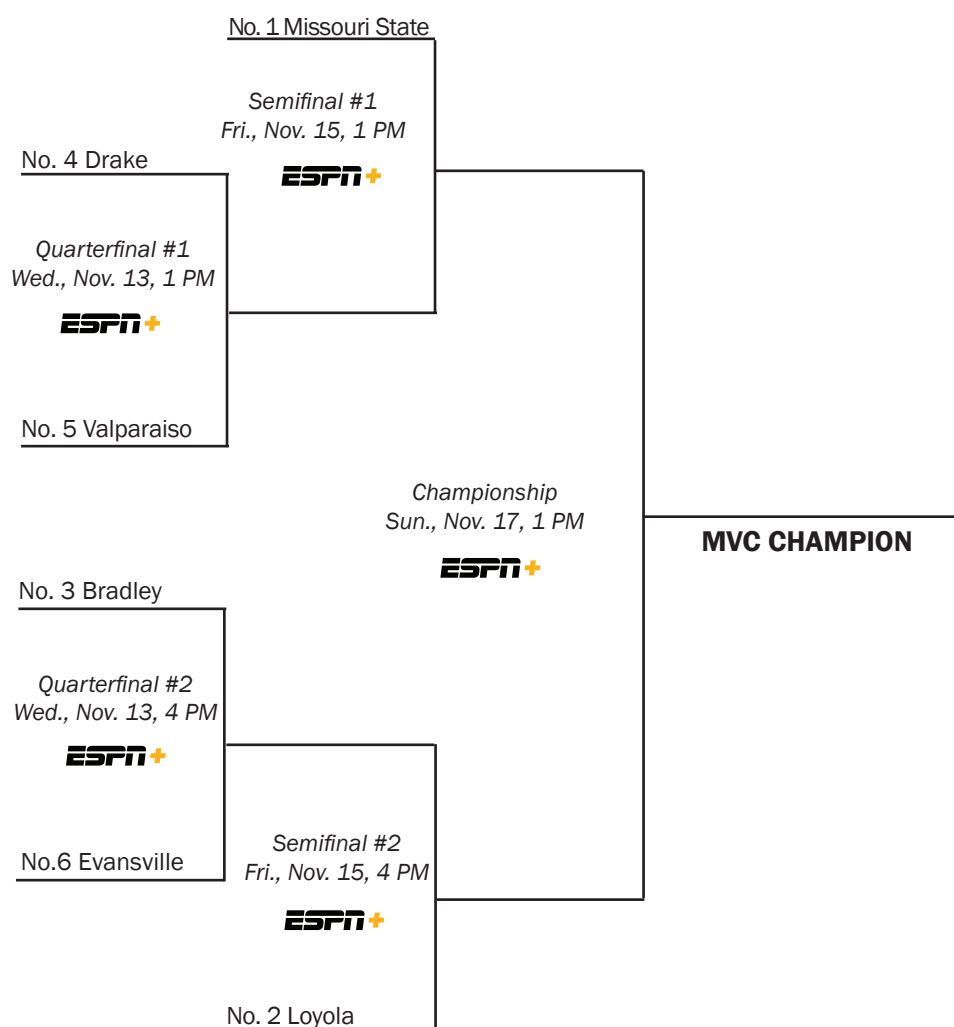 No. 1 Missouri State
Semifinal #1
Fri., Nov. 15, 1 PM
ESPN+
No. 4 Drake
Quarterfinal #1
Wed., Nov. 13, 1 PM
ESPN+
No. 5 Valparaiso
Championship
Sun., Nov. 17, 1 PM
ESPN+
MVC CHAMPION
No. 3 Bradley
Quarterfinal #2
Wed., Nov. 13, 4 PM
ESPN+
No.6 Evansville
Semifinal #2
Fri., Nov. 15, 4 PM
ESPN+
No. 2 Loyola